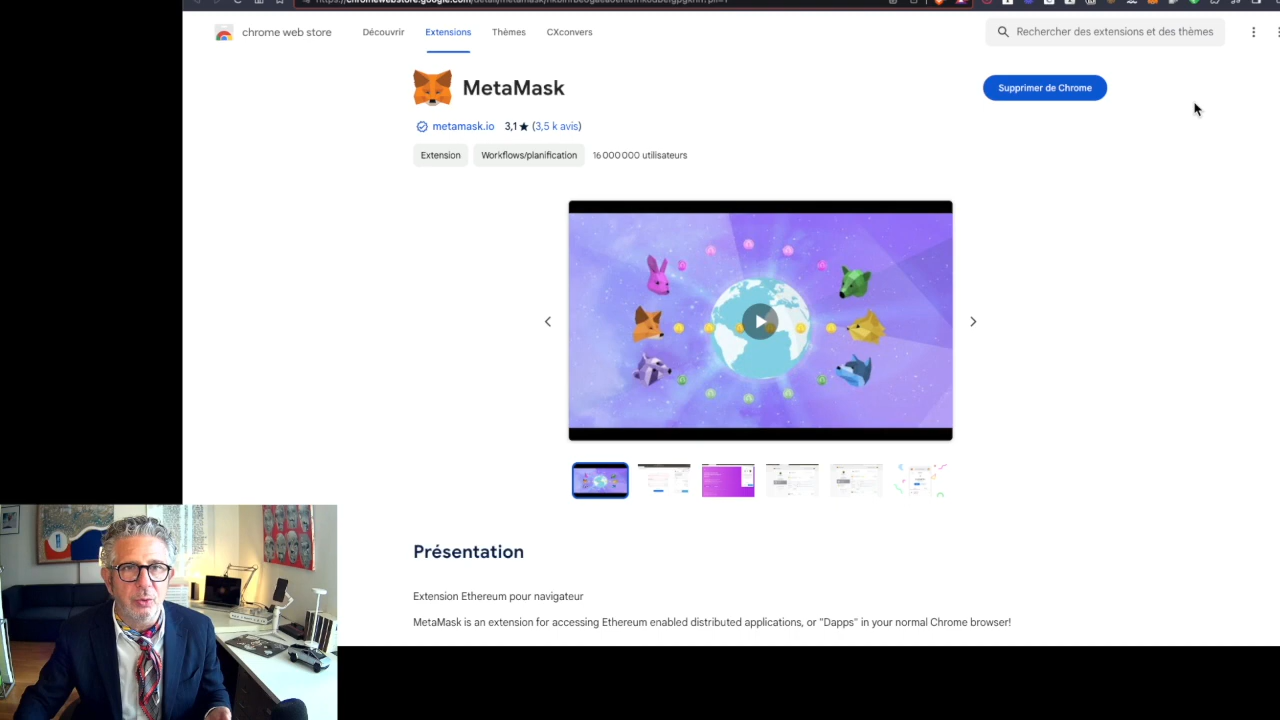 chrome web store
Découvrir
Extensions
Thèmes
CXconvers
Rechercher des extensions et des thèmes
MetaMask
Supprimer de Chrome
metamask.io 3,1★ (3,5 k avis)
Extension
Workflows/planification
16 000 000 utilisateurs
Présentation
Extension Ethereum pour navigateur
MetaMask is an extension for accessing Ethereum enabled distributed applications, or "Dapps" in your normal Chrome browser!